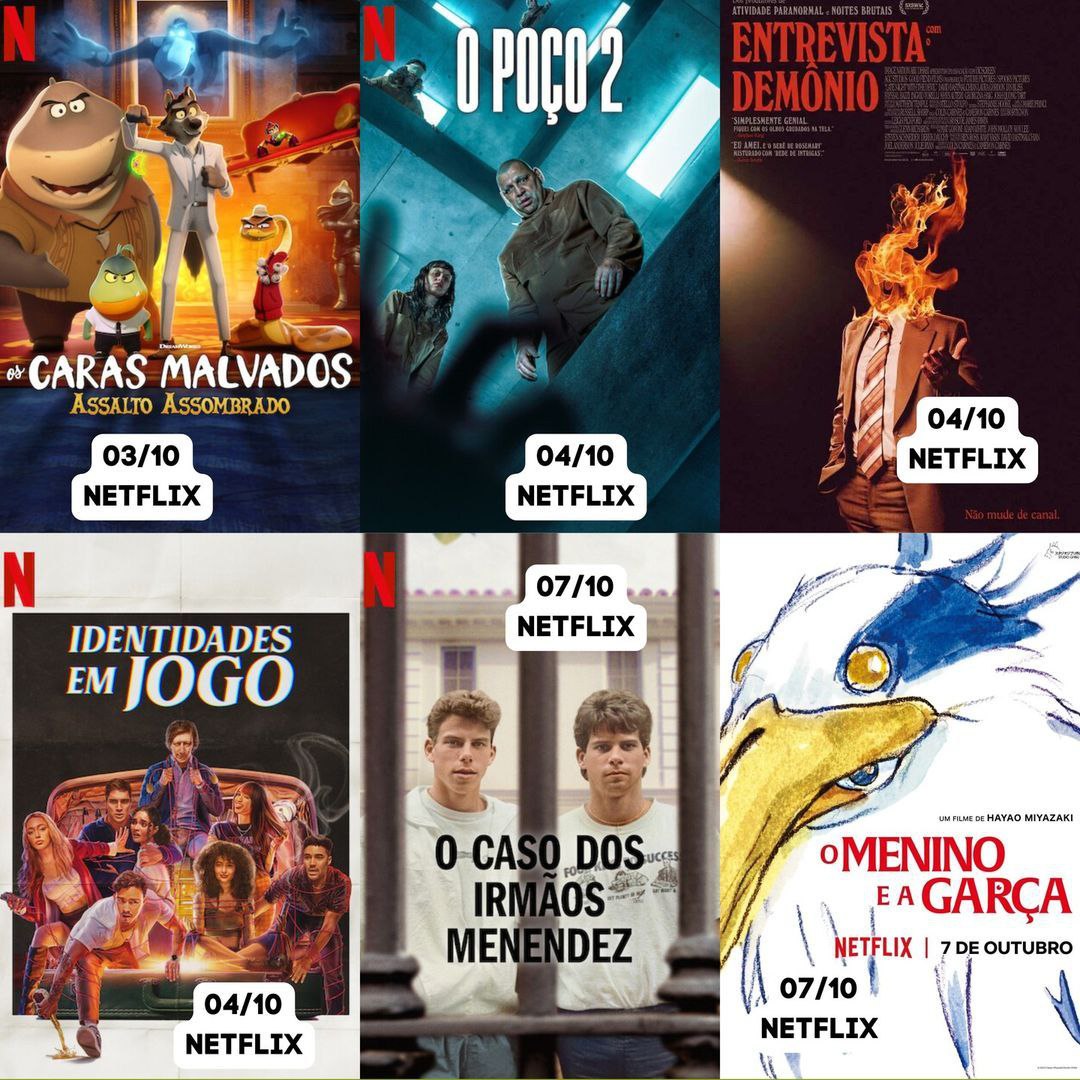 N
os CARAS MALVADOS
ASSALTO ASSOMBRADO
DREAMWORKS
03/10
NETFLIX
N
O POÇO 2
04/10
NETFLIX
ATIVIDADE PARANORMAL e NOITES BRUTAIS
ENTREVISTA com o
DEMÔNIO
"SIMPLESMENTE GENIAL.
FIQUEI COM OS OLHOS GRUDADOS NA TELA."
04/10
NETFLIX
Não mude de canal.
N
IDENTIDADES
EM JOGO
04/10
NETFLIX
N
07/10
NETFLIX
O CASO DOS
IRMÃOS
MENENDEZ
UM FILME DE HAYAO MIYAZAKI
O MENINO
E A GARÇA
NETFLIX | 7 DE OUTUBRO
07/10
NETFLIX